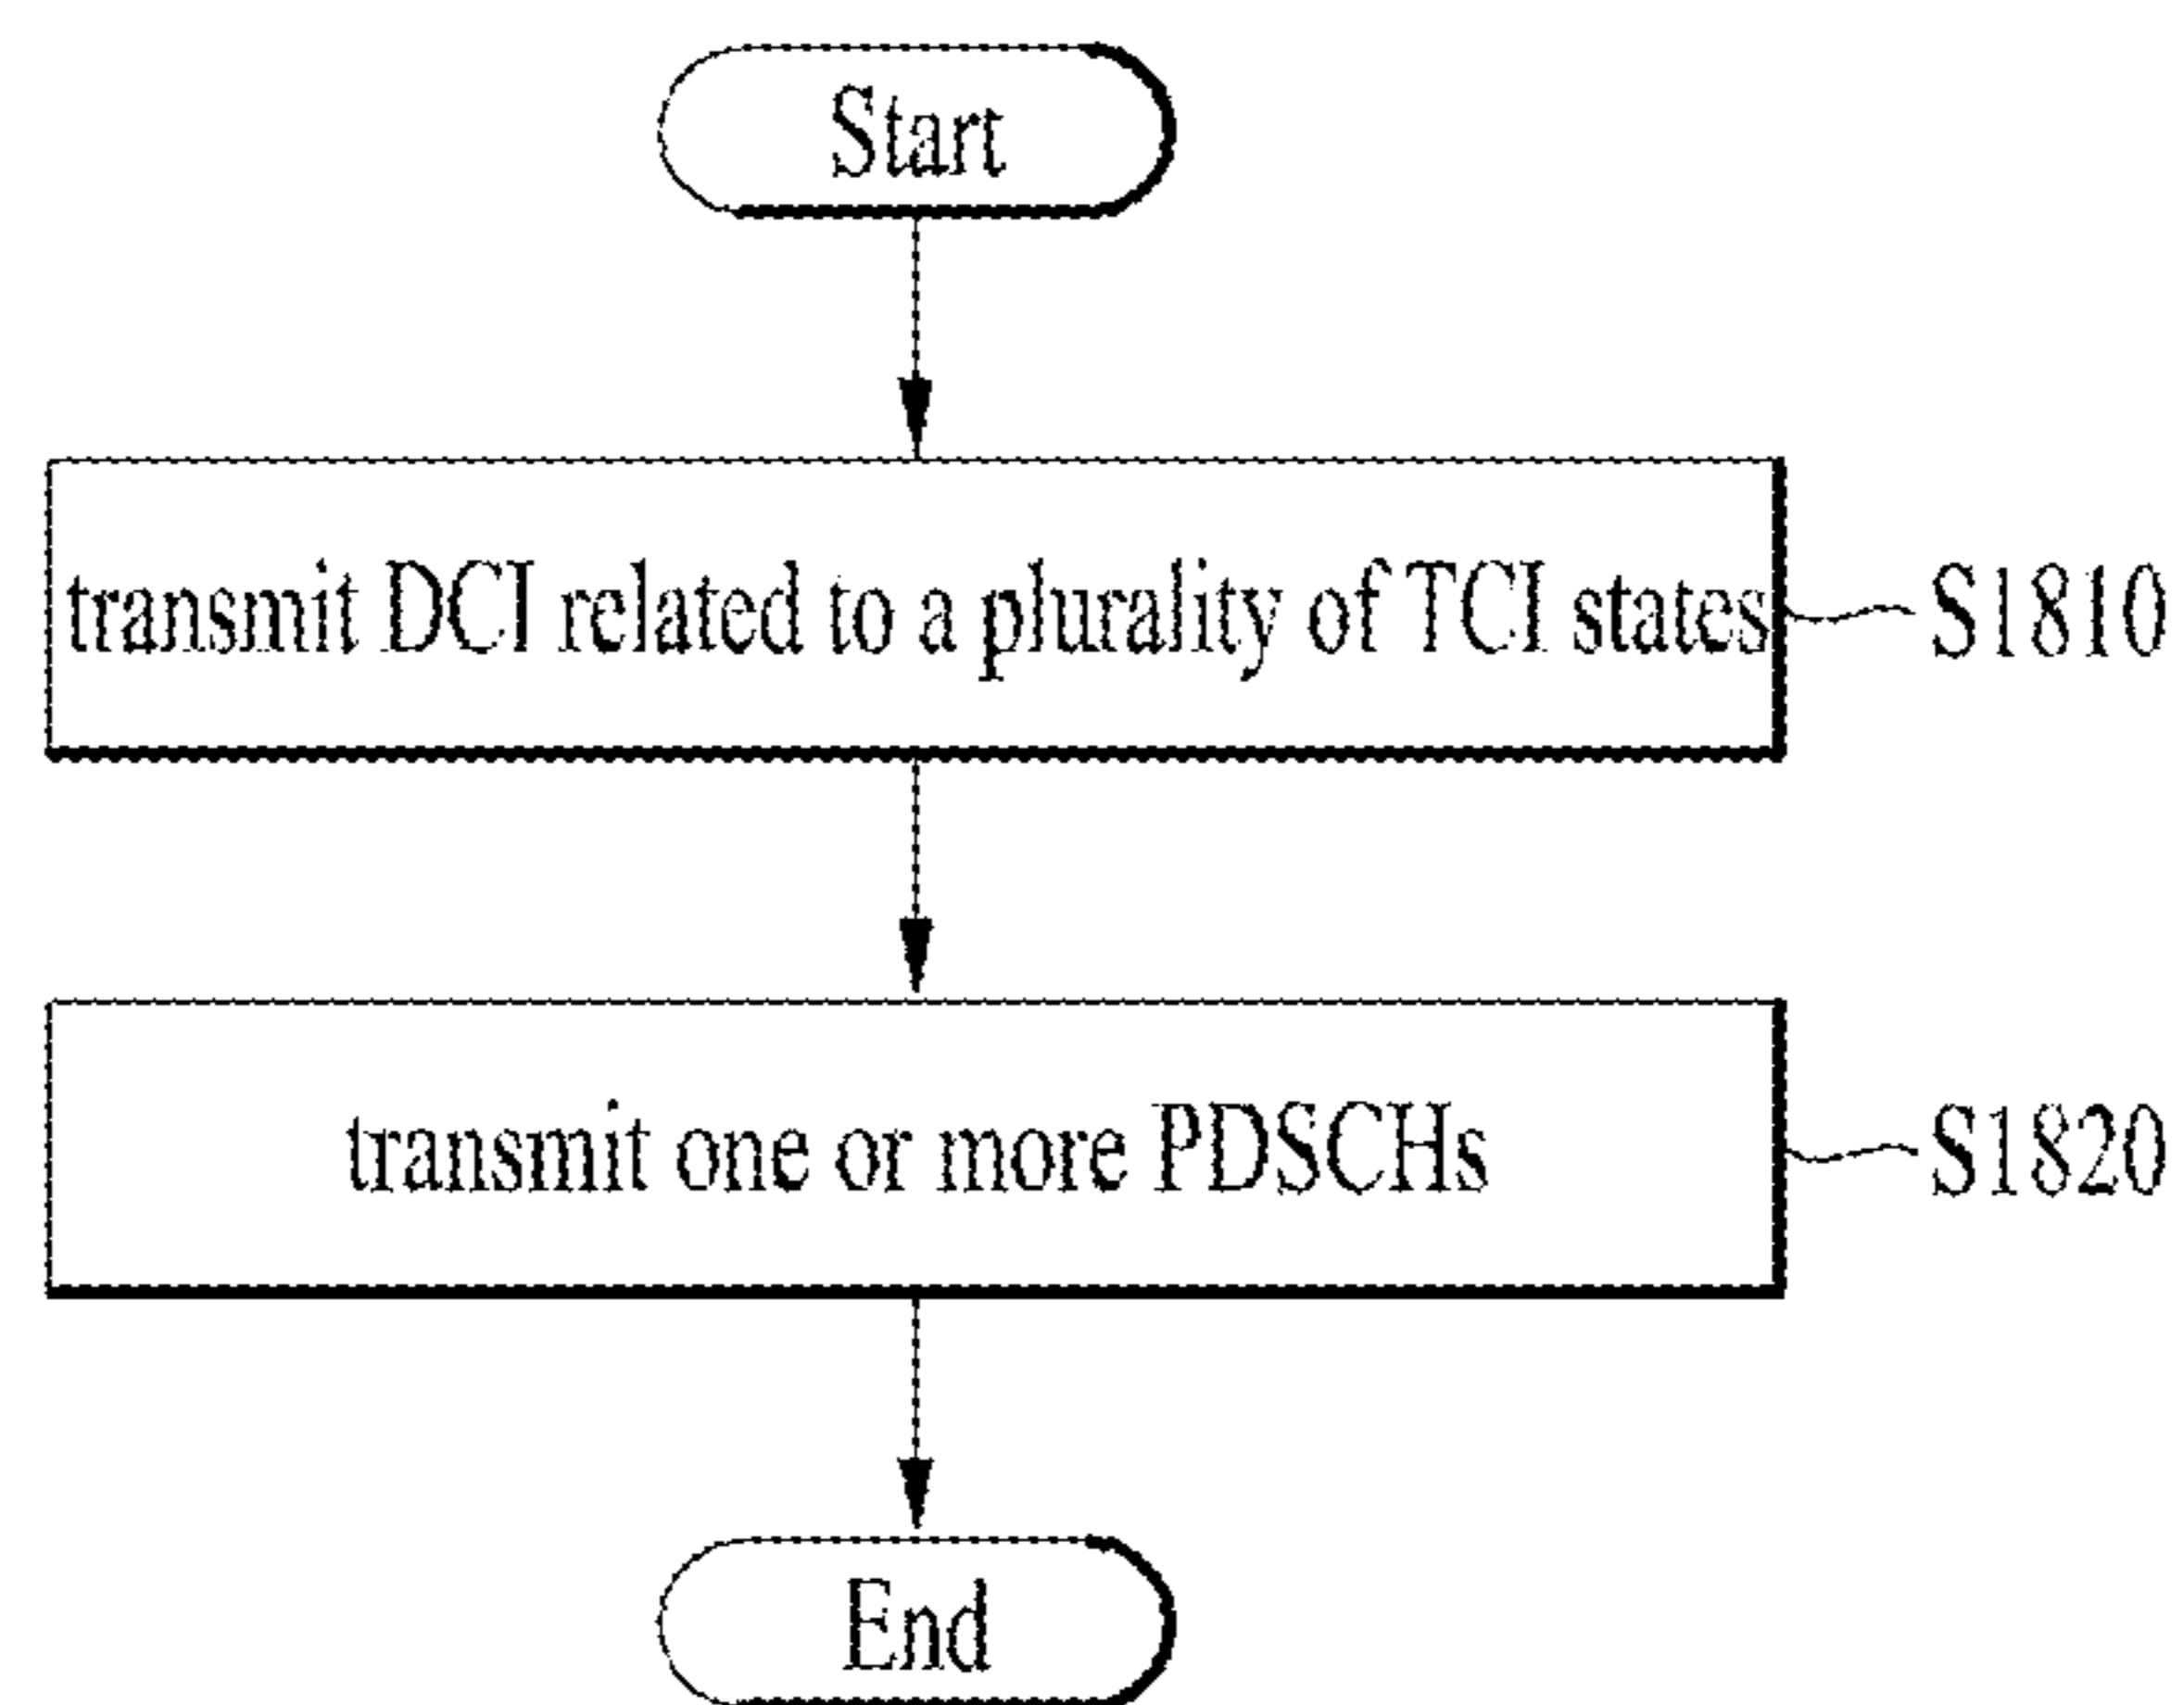 Start
transmit DCI related to a plurality of TCI states
S1810
transmit one or more PDSCHs
S1820
End